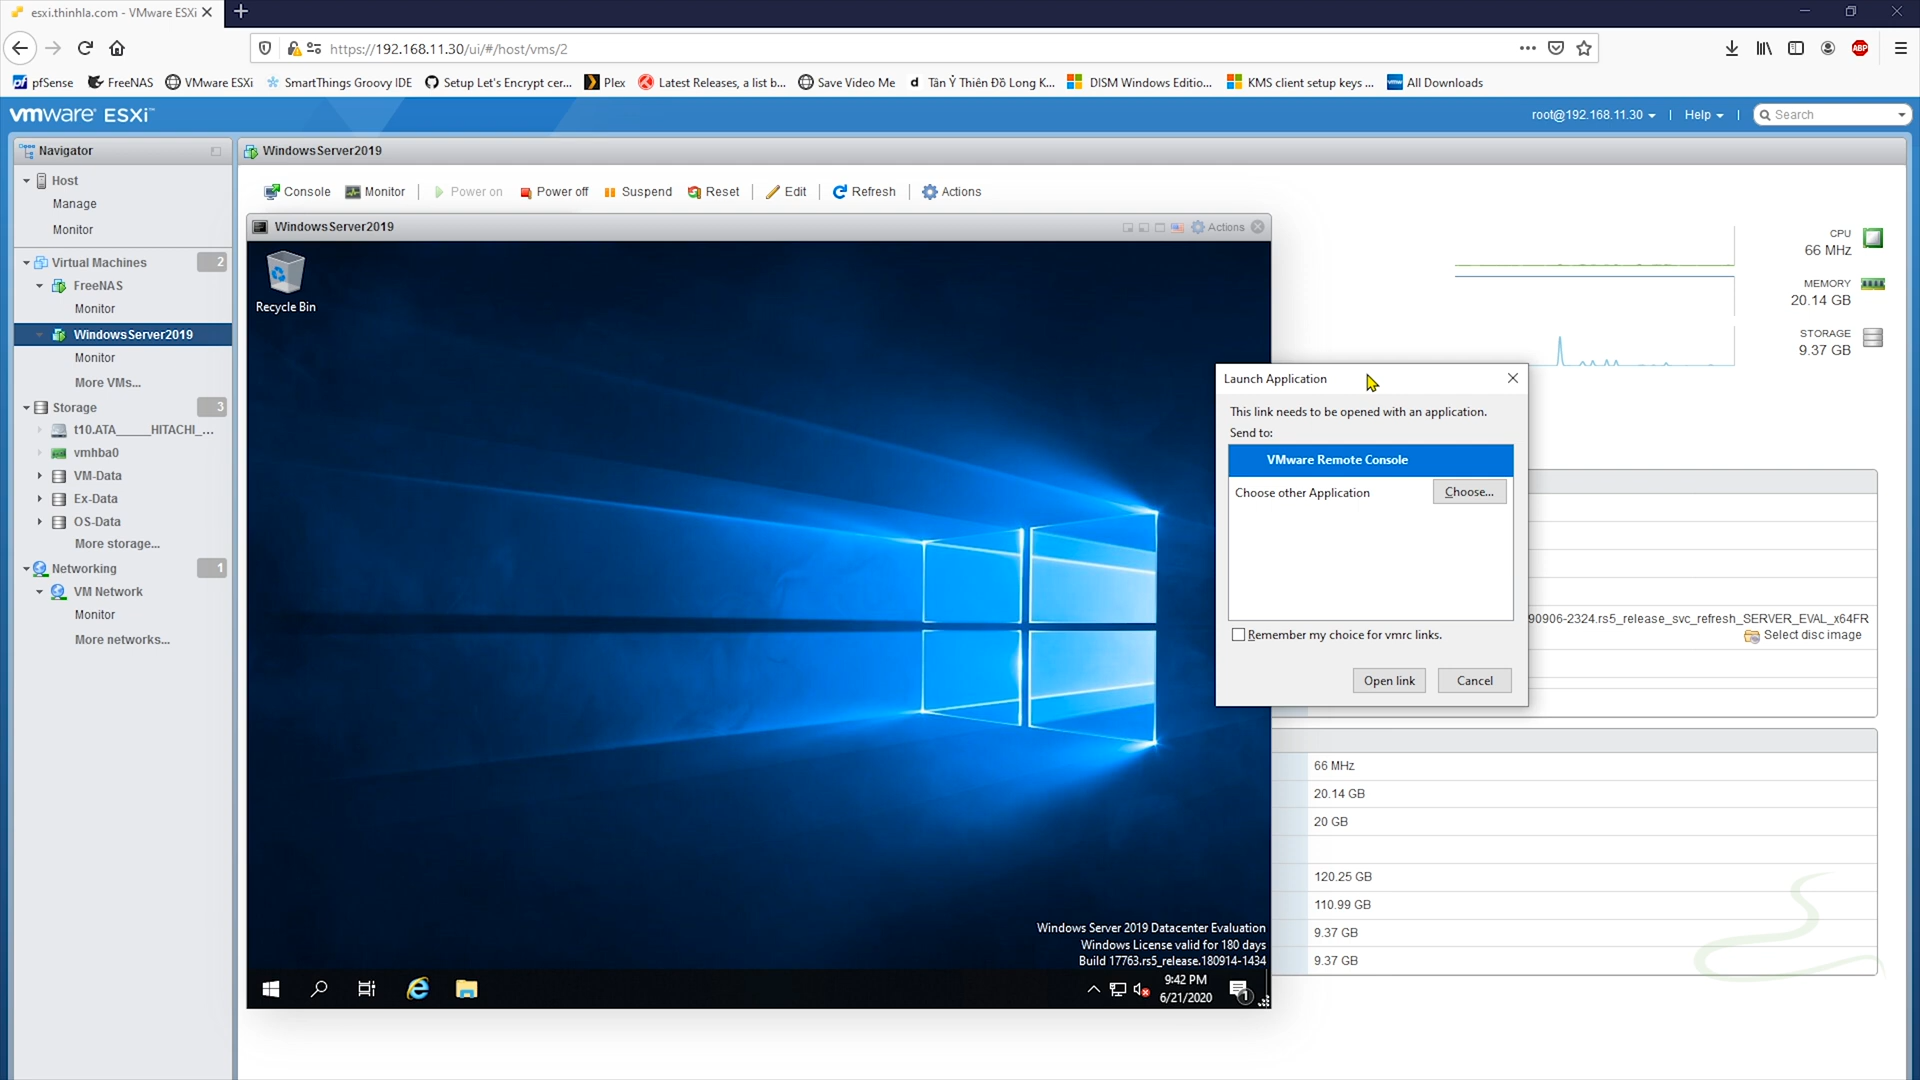 esxi.thinhla.com - VMware ESXi
https://192.168.11.30/ui/#/host/vms/2
pfSense FreeNAS VMware ESXi SmartThings Groovy IDE Setup Let's Encrypt cer... Plex Latest Releases, a list b... Save Video Me Tân Ỷ Thiên Đồ Long K... DISM Windows Editio... KMS client setup keys ... All Downloads
ABP
vmware ESXi
root@192.168.11.30 | Help | Search
Navigator
Host
Manage
Monitor
Virtual Machines 2
FreeNAS
Monitor
WindowsServer2019
Monitor
More VMs...
Storage 3
t10.ATA_____HITACHI_...
vmhba0
VM-Data
Ex-Data
OS-Data
More storage...
Networking 1
VM Network
Monitor
More networks...
WindowsServer2019
Console Monitor Power on Power off Suspend Reset Edit Refresh Actions
WindowsServer2019 Actions
Recycle Bin
CPU
66 MHz
MEMORY
20.14 GB
STORAGE
9.37 GB
Launch Application
This link needs to be opened with an application.
Send to:
VMware Remote Console
Choose other Application Choose...
Remember my choice for vmrc links.
Open link Cancel
90906-2324.rs5_release_svc_refresh_SERVER_EVAL_x64FR
Select disc image
66 MHz
20.14 GB
20 GB
120.25 GB
110.99 GB
9.37 GB
9.37 GB
Windows Server 2019 Datacenter Evaluation
Windows License valid for 180 days
Build 17763.rs5_release.180914-1434
9:42 PM
6/21/2020
1